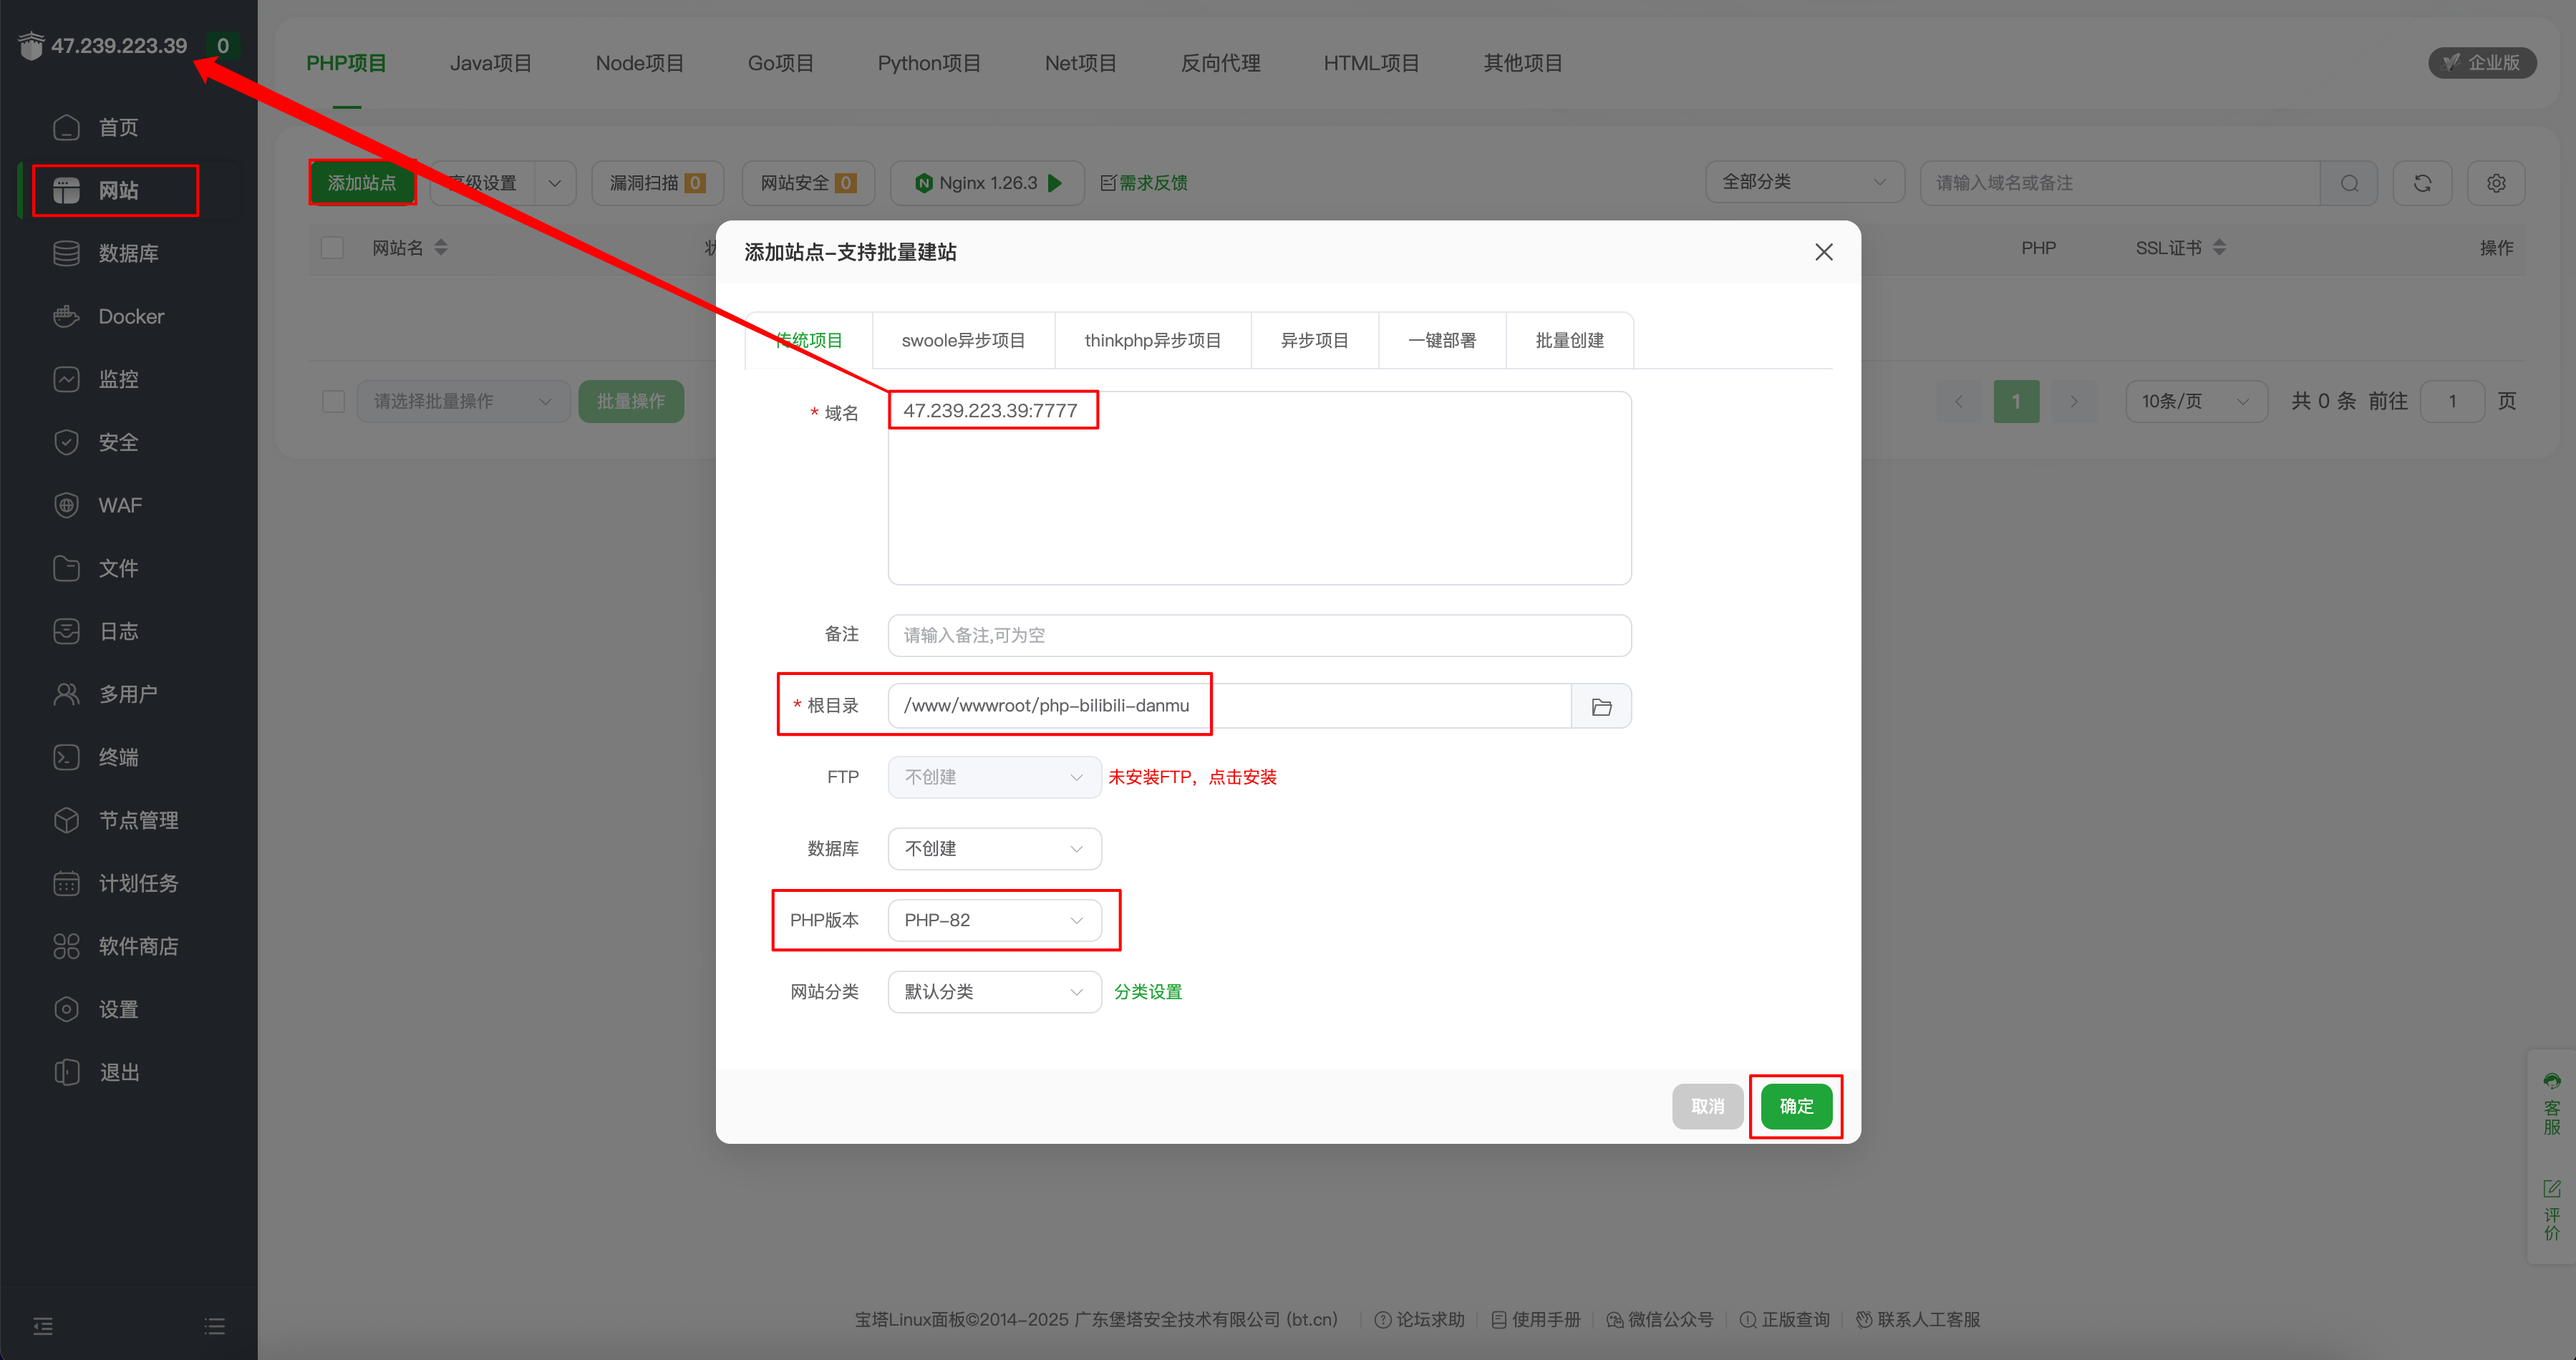 47.239.223.39 0
首页
网站
数据库
Docker
监控
安全
WAF
文件
日志
多用户
终端
节点管理
计划任务
软件商店
设置
退出
PHP项目 Java项目 Node项目 Go项目 Python项目 Net项目 反向代理 HTML项目 其他项目 企业版
添加站点 高级设置 漏洞扫描 0 网站安全 0 Nginx 1.26.3 需求反馈 全部分类 请输入域名或备注
网站名 PHP SSL证书 操作
请选择批量操作 批量操作 1 10条/页 共 0 条 前往 1 页
添加站点-支持批量建站
传统项目 swoole异步项目 thinkphp异步项目 异步项目 一键部署 批量创建
* 域名 47.239.223.39:7777
备注 请输入备注,可为空
* 根目录 /www/wwwroot/php-bilibili-danmu
FTP 不创建 未安装FTP，点击安装
数据库 不创建
PHP版本 PHP-82
网站分类 默认分类 分类设置
取消 确定
客服
评价
宝塔Linux面板©2014-2025 广东堡塔安全技术有限公司 (bt.cn) 论坛求助 使用手册 微信公众号 正版查询 联系人工客服